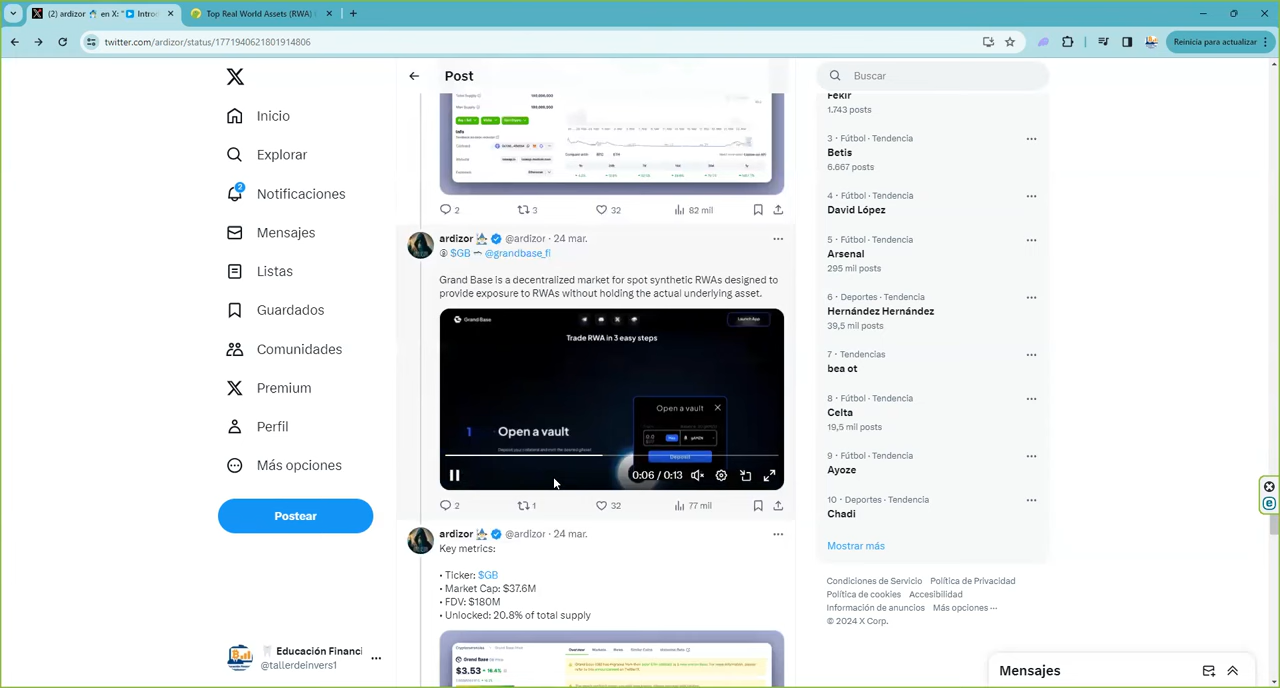 (2) ardizor en X: " Introd
Top Real World Assets (RWA)
twitter.com/ardizor/status/1771940621801914806
Reinicia para actualizar
Inicio
Explorar
2
Notificaciones
Mensajes
Listas
Guardados
Comunidades
Premium
Perfil
Más opciones
Postear
Educación Financi
@tallerdeinvers1
Post
Info
2 3 32 82 mil
ardizor @ardizor · 24 mar.
$GB @grandbase_fi
Grand Base is a decentralized market for spot synthetic RWAs designed to
provide exposure to RWAs without holding the actual underlying asset.
Grand Base
Launch App
Trade RWA in 3 easy steps
Open a vault
1 Open a vault
Deposit
0:06 / 0:13
2 1 32 77 mil
ardizor @ardizor · 24 mar.
Key metrics:
• Ticker: $GB
• Market Cap: $37.6M
• FDV: $180M
• Unlocked: 20.8% of total supply
Grand Base
$3.53
Buscar
Fekir
1.743 posts
3 · Fútbol · Tendencia
Betis
6.667 posts
4 · Fútbol · Tendencia
David López
5 · Fútbol · Tendencia
Arsenal
295 mil posts
6 · Deportes · Tendencia
Hernández Hernández
39,5 mil posts
7 · Tendencias
bea ot
8 · Fútbol · Tendencia
Celta
19,5 mil posts
9 · Fútbol · Tendencia
Ayoze
10 · Deportes · Tendencia
Chadi
Mostrar más
Condiciones de Servicio Política de Privacidad
Política de cookies Accesibilidad
Información de anuncios Más opciones ···
© 2024 X Corp.
Mensajes